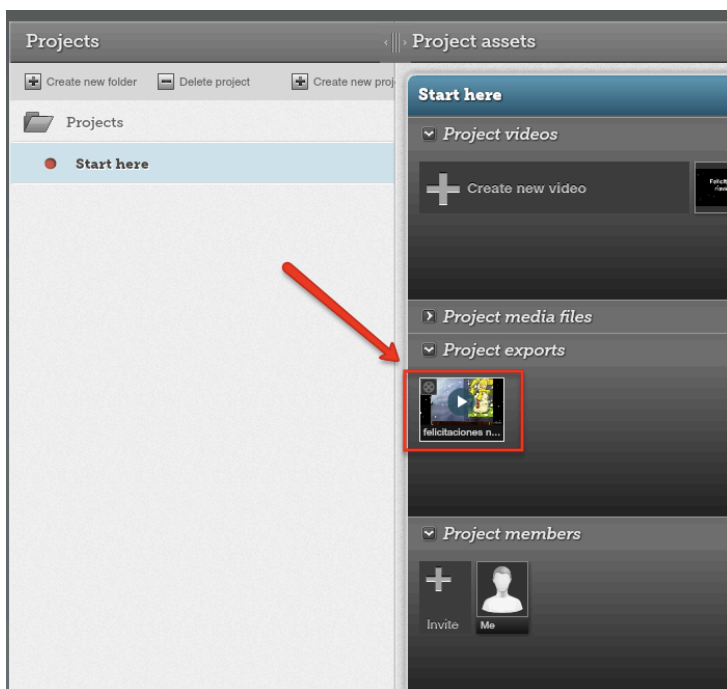 Projects
Project assets
Create new folder
Delete project
Create new proj
Projects
Start here
Start here
Project videos
Create new video
Project media files
Project exports
felicitaciones n...
Project members
Invite
Me